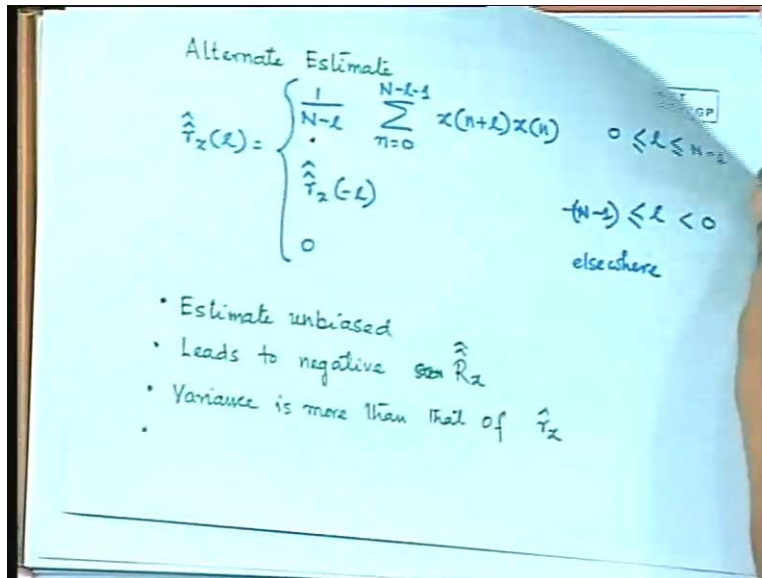 Alternate Estimate
r̂̂x(l) = { 1/(N-l) Σ_{n=0}^{N-l-1} x(n+l)x(n) 0 ≤ l ≤ N-1
r̂̂x(-l) -(N-1) ≤ l < 0
0 elsewhere
• Estimate unbiased
• Leads to negative R̂̂x
• Variance is more than that of r̂x
•
GP